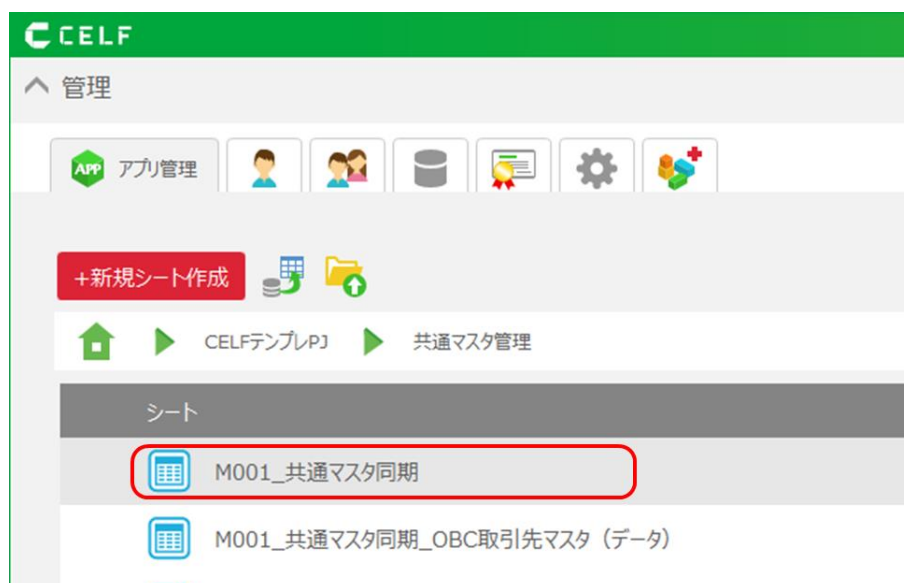 CELF
管理
APP アプリ管理
+新規シート作成
CELFテンプレPJ 共通マスタ管理
シート
M001_共通マスタ同期
M001_共通マスタ同期_OBC取引先マスタ（データ）